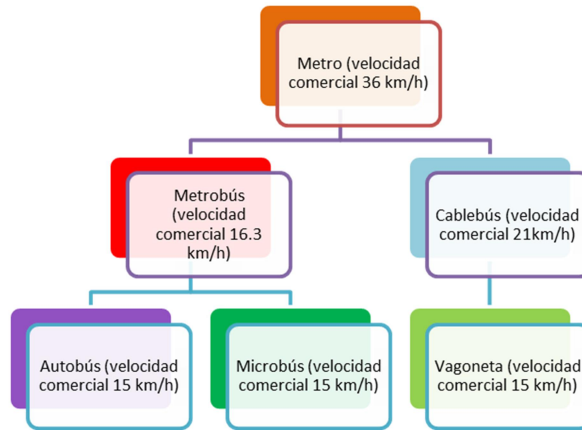 Metro (velocidad
comercial 36 km/h)
Metrobús
(velocidad
comercial 16.3
km/h)
Cablebús (velocidad
comercial 21km/h)
Autobús (velocidad
comercial 15 km/h)
Microbús (velocidad
comercial 15 km/h)
Vagoneta (velocidad
comercial 15 km/h)